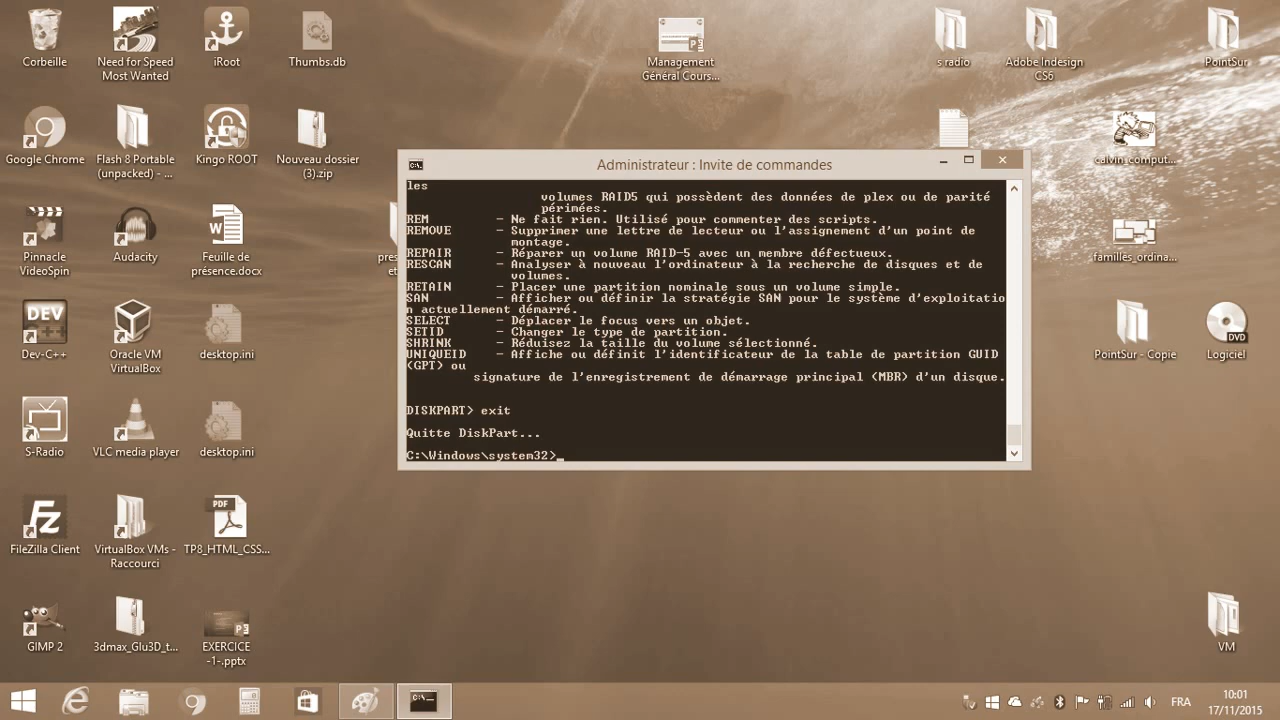 Corbeille
Need for Speed
Most Wanted
iRoot
Thumbs.db
Management
Général Cours...
s radio
Adobe Indesign
CS6
PointSur
Google Chrome
Flash 8 Portable
(unpacked) - ...
Kingo ROOT
Nouveau dossier
(3).zip
calvin_comput...
Pinnacle
VideoSpin
Audacity
W
Feuille de
présence.docx
pres
et
familles_ordina...
DEV
C++
Dev-C++
Oracle VM
VirtualBox
desktop.ini
PointSur - Copie
DVD
Logiciel
S-Radio
VLC media player
desktop.ini
Fz
FileZilla Client
VirtualBox VMs -
Raccourci
PDF
TP8_HTML_CSS...
GIMP 2
3dmax_Glu3D_t...
EXERCICE
-1-.pptx
VM
Administrateur : Invite de commandes
les
volumes RAID5 qui possèdent des données de plex ou de parité
périmées.
REM - Ne fait rien. Utilisé pour commenter des scripts.
REMOVE - Supprimer une lettre de lecteur ou l'assignement d'un point de
montage.
REPAIR - Réparer un volume RAID-5 avec un membre défectueux.
RESCAN - Analyser à nouveau l'ordinateur à la recherche de disques et de
volumes.
RETAIN - Placer une partition nominale sous un volume simple.
SAN - Afficher ou définir la stratégie SAN pour le système d'exploitatio
n actuellement démarré.
SELECT - Déplacer le focus vers un objet.
SETID - Changer le type de partition.
SHRINK - Réduisez la taille du volume sélectionné.
UNIQUEID - Affiche ou définit l'identificateur de la table de partition GUID
(GPT) ou
signature de l'enregistrement de démarrage principal (MBR) d'un disque.
DISKPART> exit
Quitte DiskPart...
C:\Windows\system32>_
FRA
10:01
17/11/2015